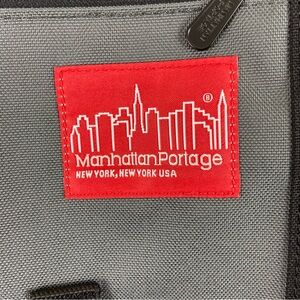 ®
ManhattanPortage
NEW YORK, NEW YORK USA